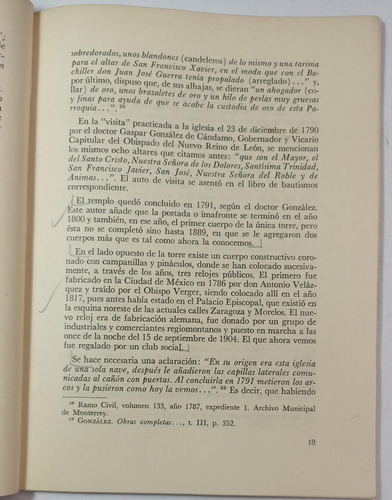 sobredorados, unos blandones (candeleros) de lo mismo y una tarima
para el altar de San Francisco Xavier, en el modo que con el Ba-
chiller don Juan José Guerra tenía propalado (arreglado) ...", y,
por último, dispuso que, de sus alhajas, se dieran "un ahogador (co-
llar) de oro, unos brazaletes de oro y un hilo de perlas muy gruesas
y finas para ayuda de que se acabe la custodia de oro de esta Pa-
rroquia...". 28
En la "visita" practicada a la iglesia el 23 de diciembre de 1790
por el doctor Gaspar González de Cándamo, Gobernador y Vicario
Capitular del Obispado del Nuevo Reino de León, se mencionan
los mismos ocho altares que citamos antes: "que son el Mayor, el
del Santo Cristo, Nuestra Señora de los Dolores, Santísima Trinidad,
San Francisco Javier, San José, Nuestra Señora del Roble y de
Animas...". El auto de visita se asentó en el libro de bautismos
correspondiente.
El templo quedó concluido en 1791, según el doctor González.
Este autor añade que la portada o imafronte se terminó en el año
1800 y también, en ese año, el primer cuerpo de la única torre, pero
ésta no se completó sino hasta 1889, en que se le agregaron dos
cuerpos más que es tal como ahora la conocemos.
En el lado opuesto de la torre existe un cuerpo constructivo coro-
nado con campanillas y pináculos, donde se han colocado sucesiva-
mente, a través de los años, tres relojes públicos. El primero fue
fabricado en la Ciudad de México en 1786 por don Antonio Veláz-
quez y traído por el Obispo Verger, siendo colocado allí en el año
1817, pues antes había estado en el Palacio Episcopal, que existió en
la esquina noreste de las actuales calles Zaragoza y Morelos. El nue-
vo reloj era de fabricación alemana, fue donado por un grupo de
industriales y comerciantes regiomontanos y puesto en marcha a las
once de la noche del 15 de septiembre de 1904. El que ahora vemos
fue regalado por un club social.
Se hace necesaria una aclaración: "En su origen era esta iglesia
de una sola nave, después le añadieron las capillas laterales comu-
nicadas al cañón con puertas. Al concluirla en 1791 metieron los ar-
cos y la pusieron como hoy la vemos...". 29 Es decir, que habiendo
28 Ramo Civil, volumen 133, año 1787, expediente 1. Archivo Municipal
de Monterrey.
29 GONZÁLEZ. Obras completas..., t. III, p. 352.
19